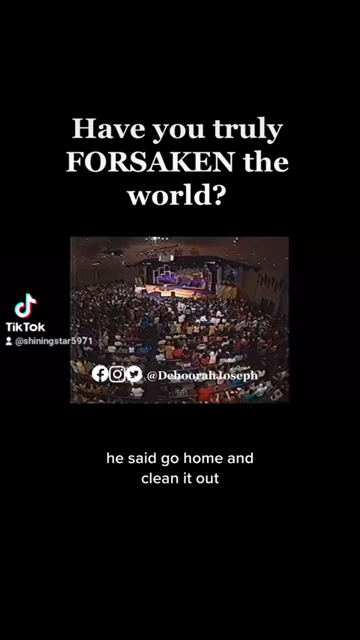 Have you truly
FORSAKEN the
world?
TikTok
@shiningstar5971
@DeboorahJoseph
he said go home and
clean it out